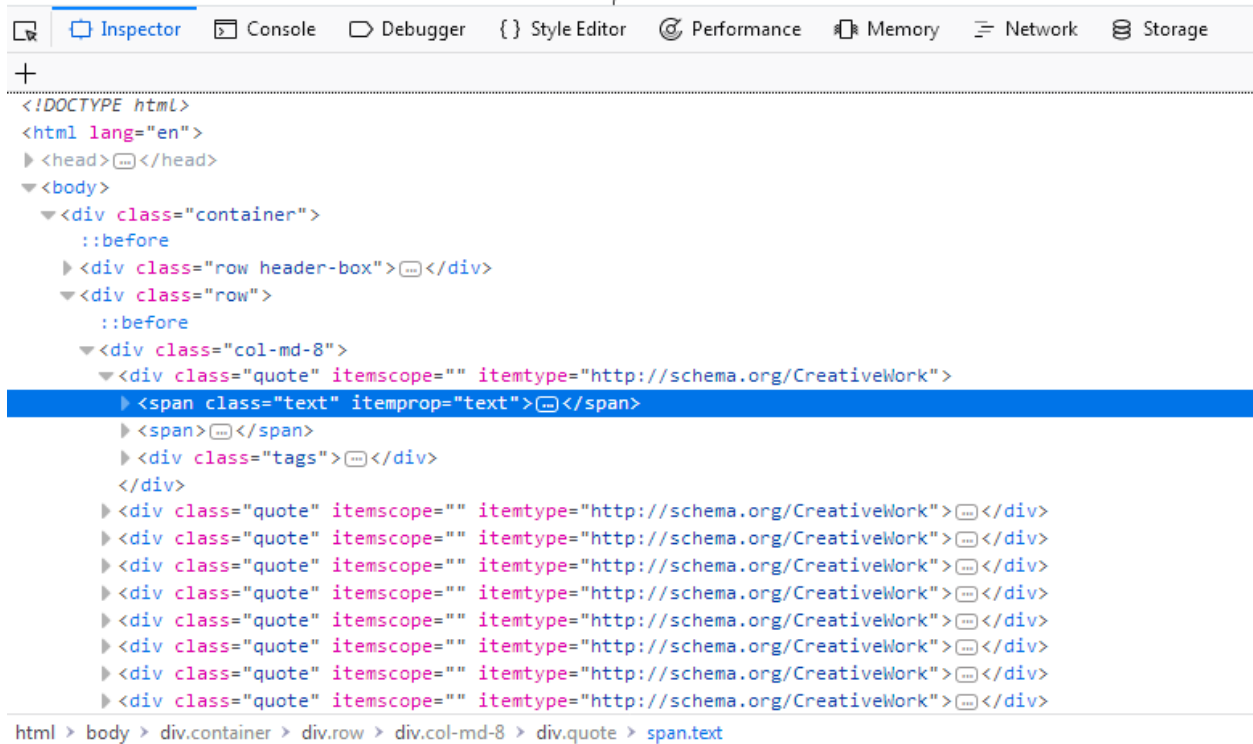 Inspector Console Debugger { } Style Editor Performance Memory Network Storage
+
<!DOCTYPE html>
<html lang="en">
<head>…</head>
<body>
<div class="container">
::before
<div class="row header-box">…</div>
<div class="row">
::before
<div class="col-md-8">
<div class="quote" itemscope="" itemtype="http://schema.org/CreativeWork">
<span class="text" itemprop="text">…</span>
<span>…</span>
<div class="tags">…</div>
</div>
<div class="quote" itemscope="" itemtype="http://schema.org/CreativeWork">…</div>
<div class="quote" itemscope="" itemtype="http://schema.org/CreativeWork">…</div>
<div class="quote" itemscope="" itemtype="http://schema.org/CreativeWork">…</div>
<div class="quote" itemscope="" itemtype="http://schema.org/CreativeWork">…</div>
<div class="quote" itemscope="" itemtype="http://schema.org/CreativeWork">…</div>
<div class="quote" itemscope="" itemtype="http://schema.org/CreativeWork">…</div>
<div class="quote" itemscope="" itemtype="http://schema.org/CreativeWork">…</div>
<div class="quote" itemscope="" itemtype="http://schema.org/CreativeWork">…</div>
html > body > div.container > div.row > div.col-md-8 > div.quote > span.text